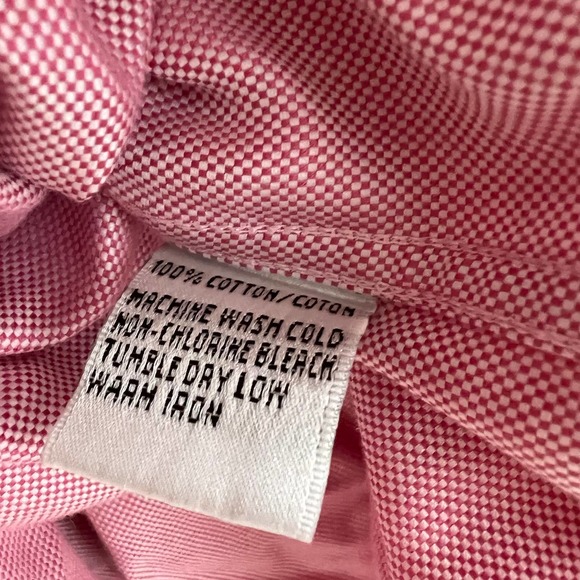 100% COTTON/COTON
MACHINE WASH COLD
NON-CHLORINE BLEACH
TUMBLE DRY LOW
WARM IRON